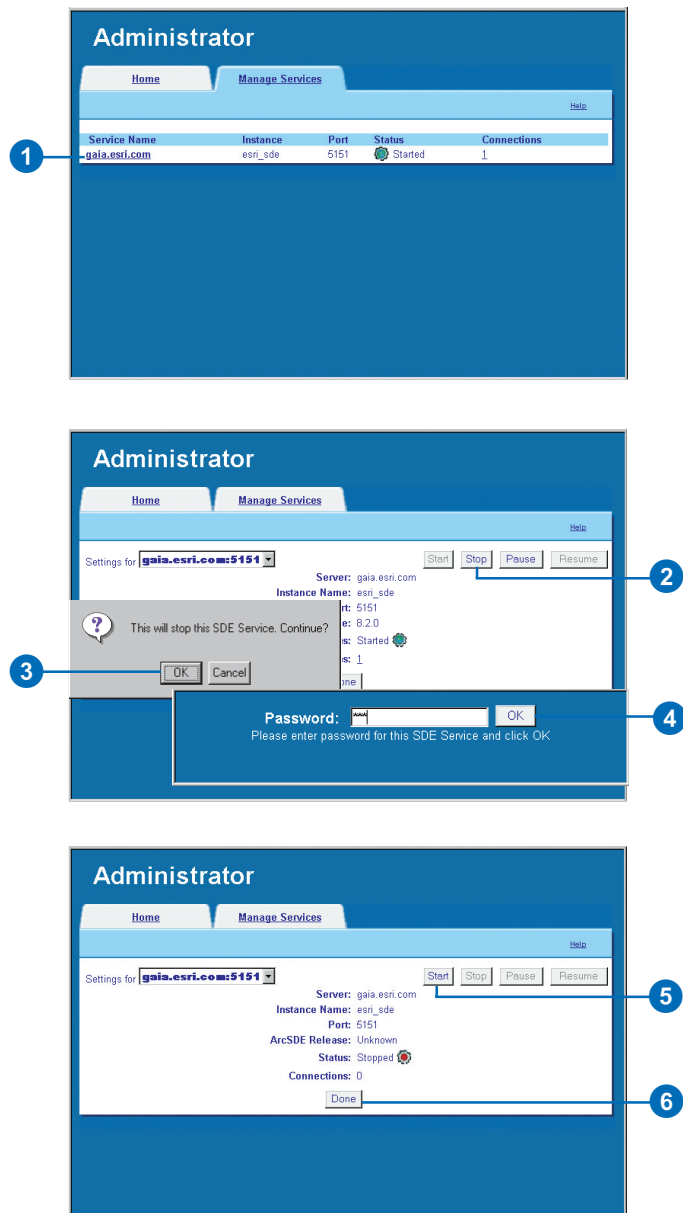 Administrator
Home Manage Services
Help
Service Name Instance Port Status Connections
1 gaia.esri.com esri_sde 5151 Started 1
Administrator
Home Manage Services
Help
Settings for gaia.esri.com:5151 Start Stop Pause Resume
2
Server: gaia.esri.com
Instance Name: esri_sde
rt: 5151
This will stop this SDE Service. Continue?
e: 8.2.0
s: Started
3 OK Cancel
s: 1
one
Password: *** OK
4
Please enter password for this SDE Service and click OK
Administrator
Home Manage Services
Help
Settings for gaia.esri.com:5151 Start Stop Pause Resume
5
Server: gaia.esri.com
Instance Name: esri_sde
Port: 5151
ArcSDE Release: Unknown
Status: Stopped
Connections: 0
Done
6